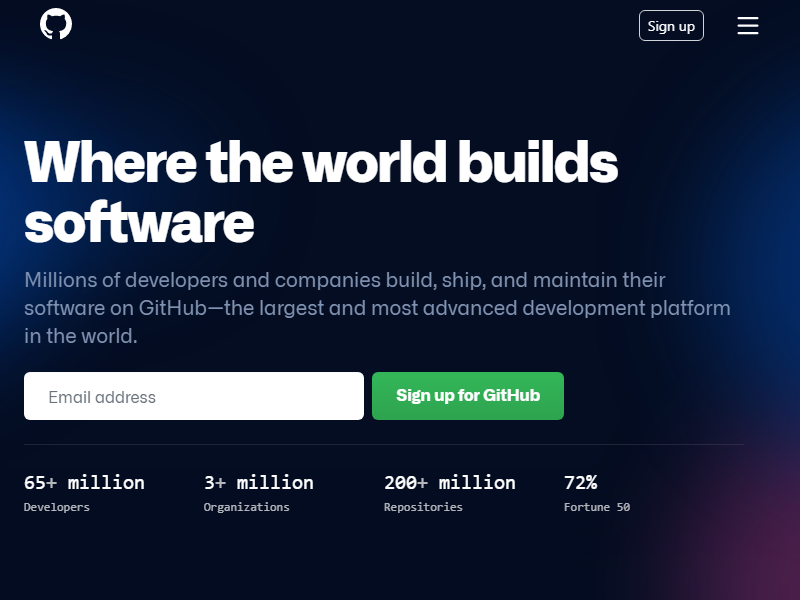 Sign up
Where the world builds
software
Millions of developers and companies build, ship, and maintain their
software on GitHub—the largest and most advanced development platform
in the world.
Email address
Sign up for GitHub
65+ million
3+ million
200+ million
72%
Developers
Organizations
Repositories
Fortune 50